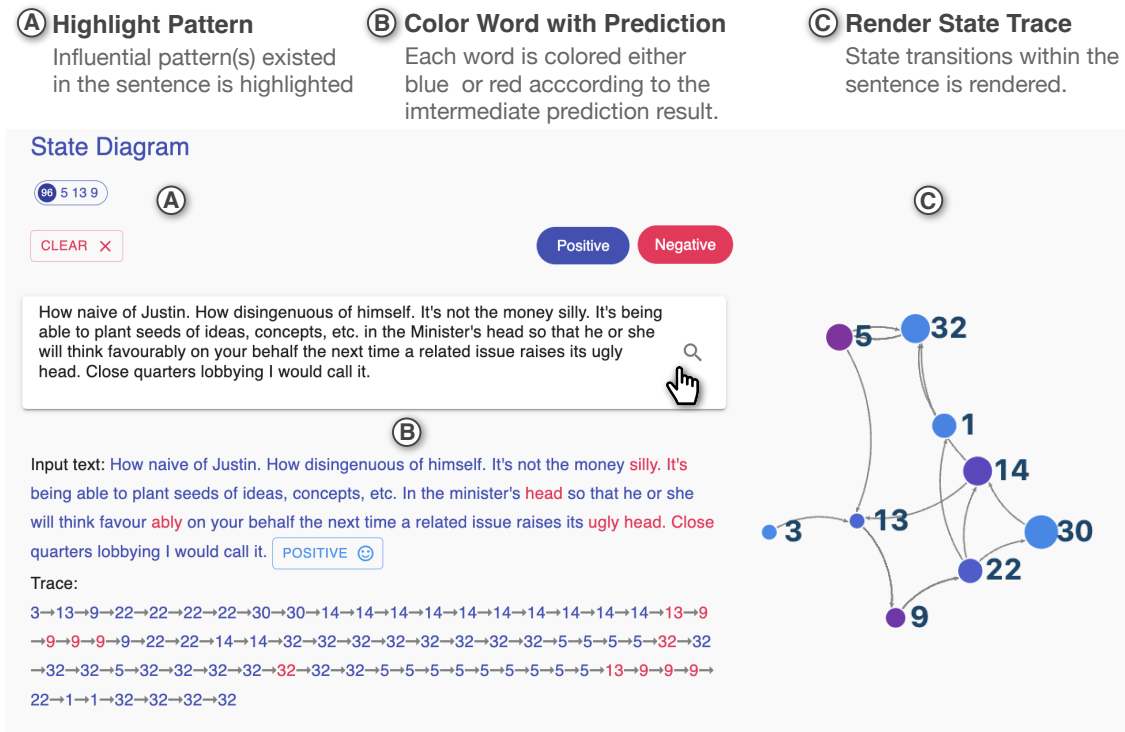 A Highlight Pattern
Influential pattern(s) existed
in the sentence is highlighted
B Color Word with Prediction
Each word is colored either
blue or red acccording to the
imtermediate prediction result.
C Render State Trace
State transitions within the
sentence is rendered.
State Diagram
96 5 13 9
A
CLEAR ×
Positive
Negative
How naive of Justin. How disingenuous of himself. It's not the money silly. It's being
able to plant seeds of ideas, concepts, etc. in the Minister's head so that he or she
will think favourably on your behalf the next time a related issue raises its ugly
head. Close quarters lobbying I would call it.
B
Input text: How naive of Justin. How disingenuous of himself. It's not the money silly. It's
being able to plant seeds of ideas, concepts, etc. In the minister's head so that he or she
will think favour ably on your behalf the next time a related issue raises its ugly head. Close
quarters lobbying I would call it. POSITIVE
Trace:
3→13→9→22→22→22→22→30→30→14→14→14→14→14→14→14→14→14→14→13→9
→9→9→9→9→22→22→14→14→32→32→32→32→32→32→32→32→5→5→5→5→32→32
→32→32→5→32→32→32→32→32→32→32→5→5→5→5→5→5→5→5→13→9→9→9→
22→1→1→32→32→32→32
C
5
32
1
14
3
13
30
22
9